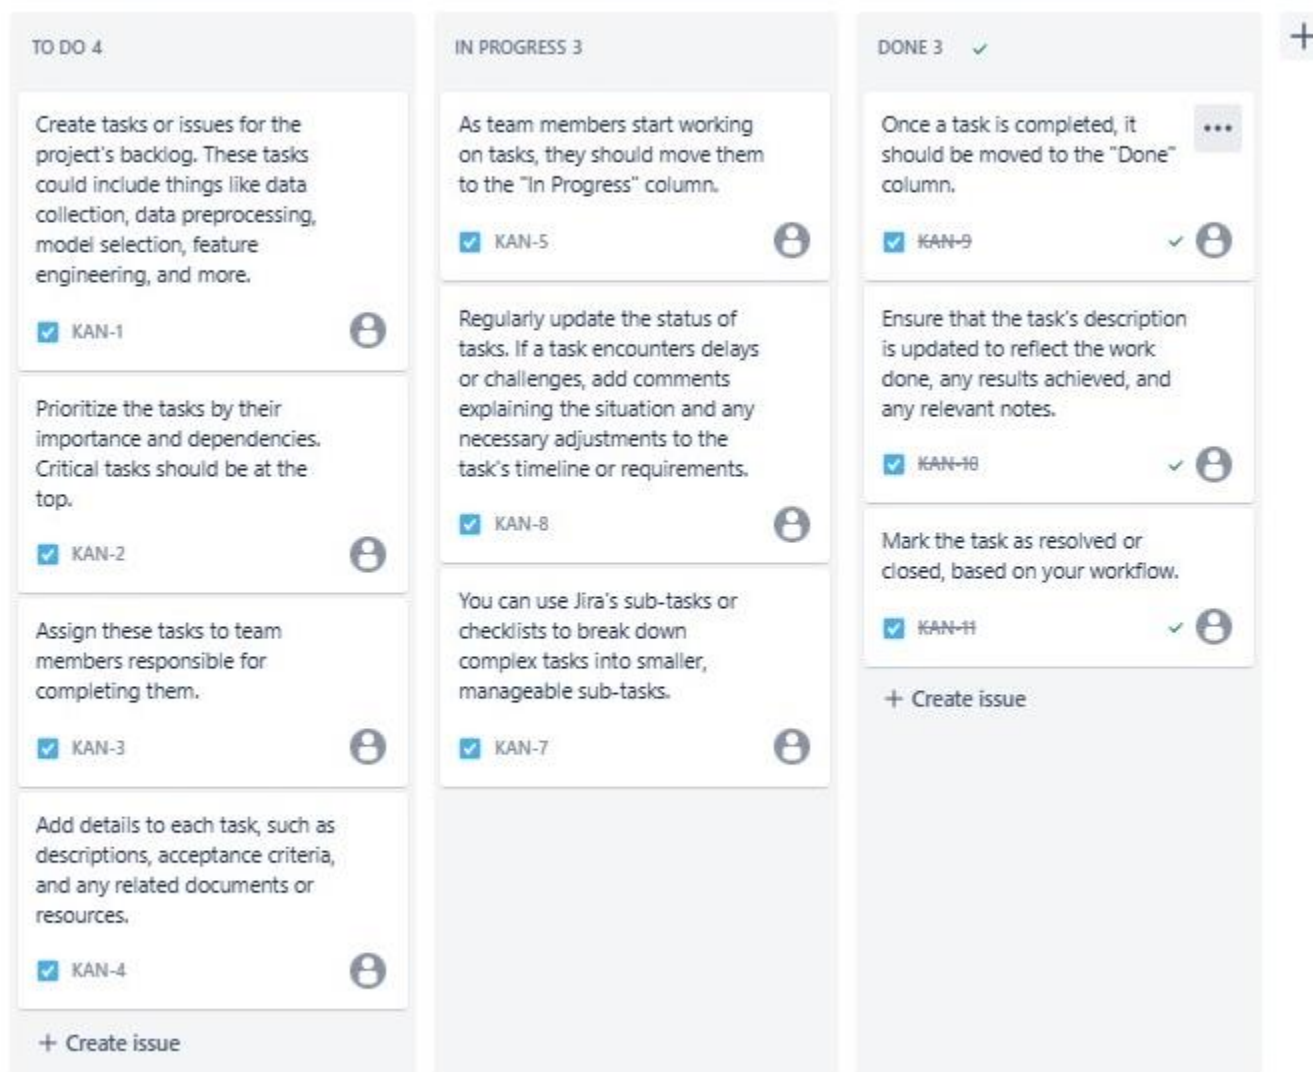 TO DO 4
Create tasks or issues for the
project's backlog. These tasks
could include things like data
collection, data preprocessing,
model selection, feature
engineering, and more.
KAN-1
Prioritize the tasks by their
importance and dependencies.
Critical tasks should be at the
top.
KAN-2
Assign these tasks to team
members responsible for
completing them.
KAN-3
Add details to each task, such as
descriptions, acceptance criteria,
and any related documents or
resources.
KAN-4
+ Create issue
IN PROGRESS 3
As team members start working
on tasks, they should move them
to the "In Progress" column.
KAN-5
Regularly update the status of
tasks. If a task encounters delays
or challenges, add comments
explaining the situation and any
necessary adjustments to the
task's timeline or requirements.
KAN-8
You can use Jira's sub-tasks or
checklists to break down
complex tasks into smaller,
manageable sub-tasks.
KAN-7
DONE 3
Once a task is completed, it
should be moved to the "Done"
column.
KAN-9
Ensure that the task's description
is updated to reflect the work
done, any results achieved, and
any relevant notes.
KAN-10
Mark the task as resolved or
closed, based on your workflow.
KAN-11
+ Create issue